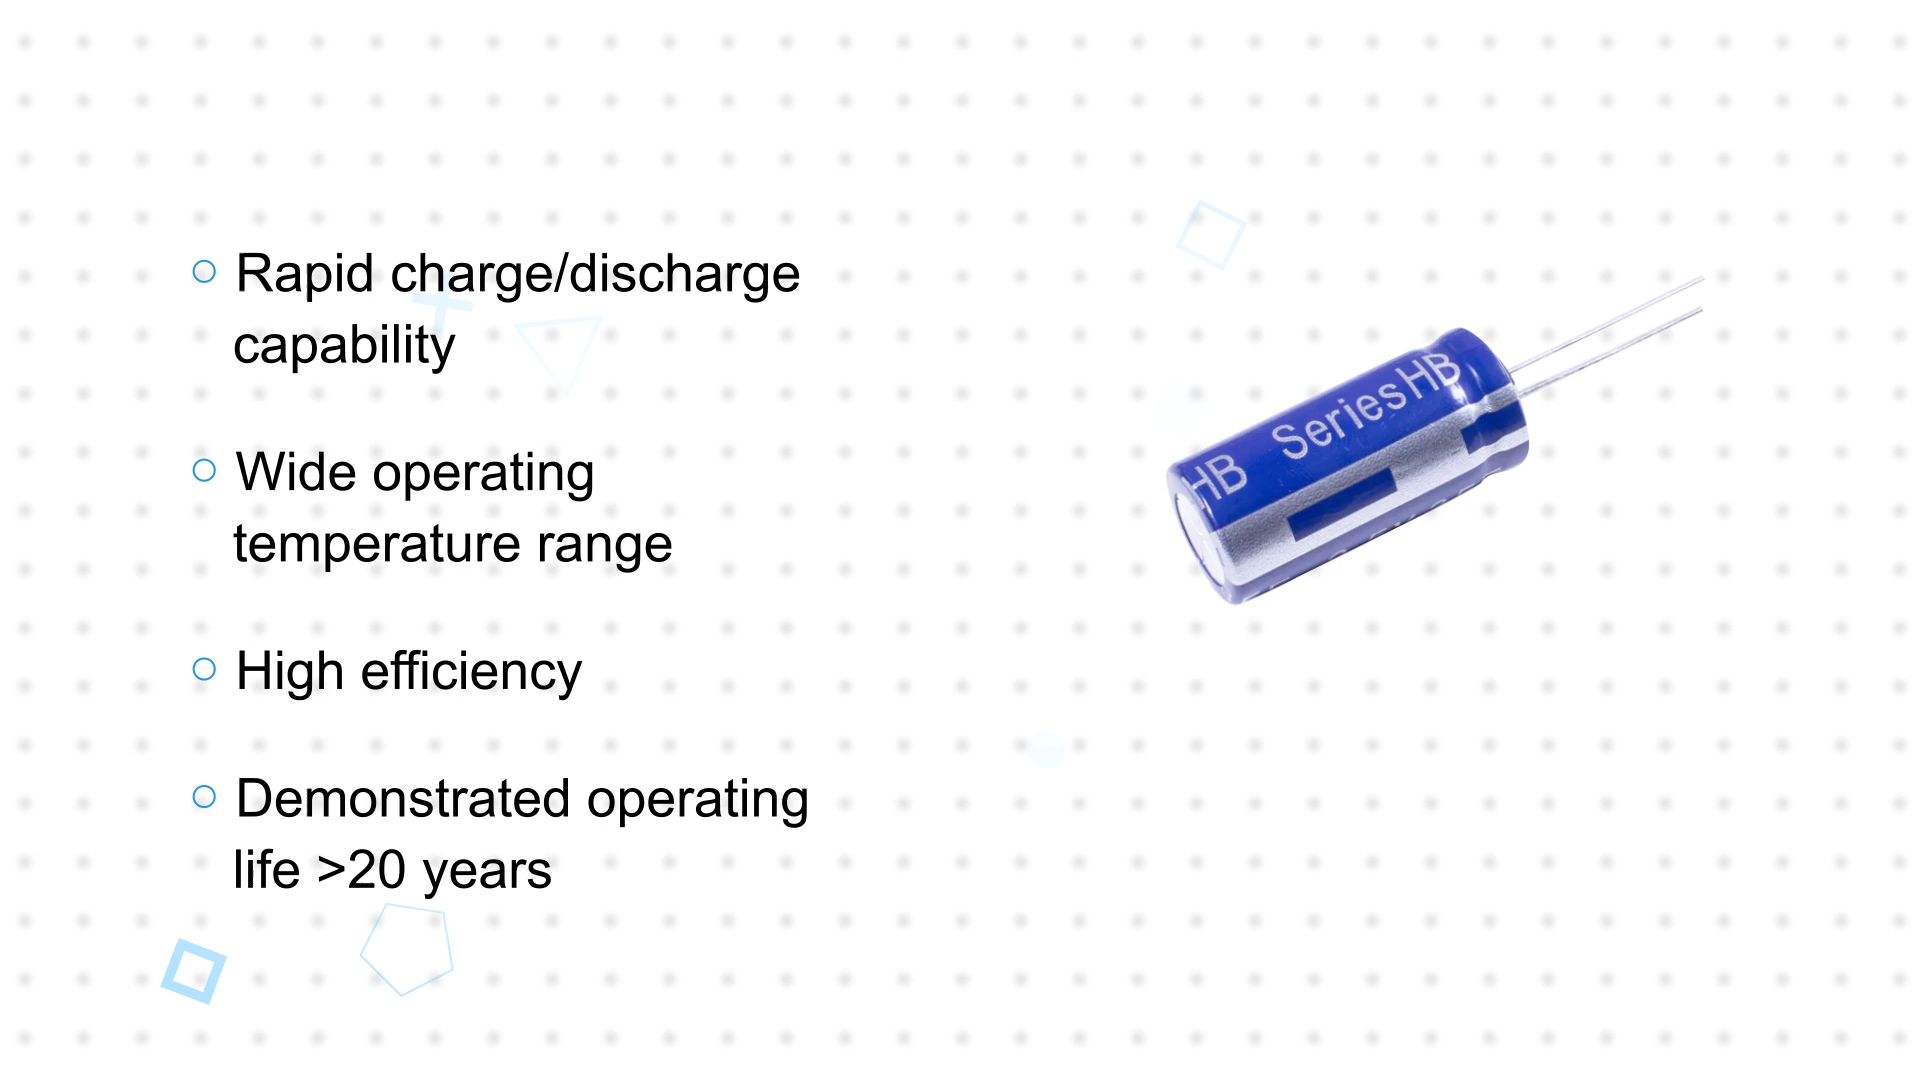 Rapid charge/discharge
capability
Wide operating
temperature range
High efficiency
Demonstrated operating
life >20 years
HB Series HB